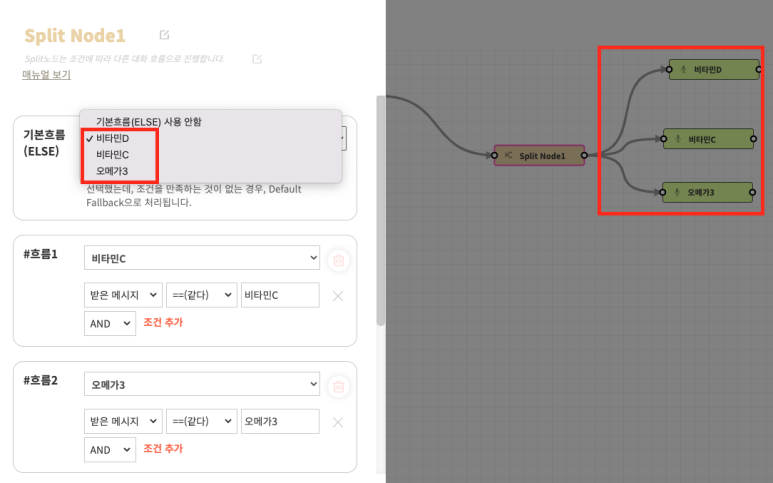 Split Node1
Split노드는 조건에 따라 다른 대화 흐름으로 진행합니다.
매뉴얼 보기
기본흐름
(ELSE)
기본흐름(ELSE) 사용 안함
비타민D
비타민C
오메가3
선택했는데, 조건을 만족하는 것이 없는 경우, Default
Fallback으로 처리됩니다.
#흐름1
비타민C
받은 메시지 ==(같다) 비타민C
AND 조건 추가
#흐름2
오메가3
받은 메시지 ==(같다) 오메가3
AND 조건 추가
Split Node1
비타민D
비타민C
오메가3